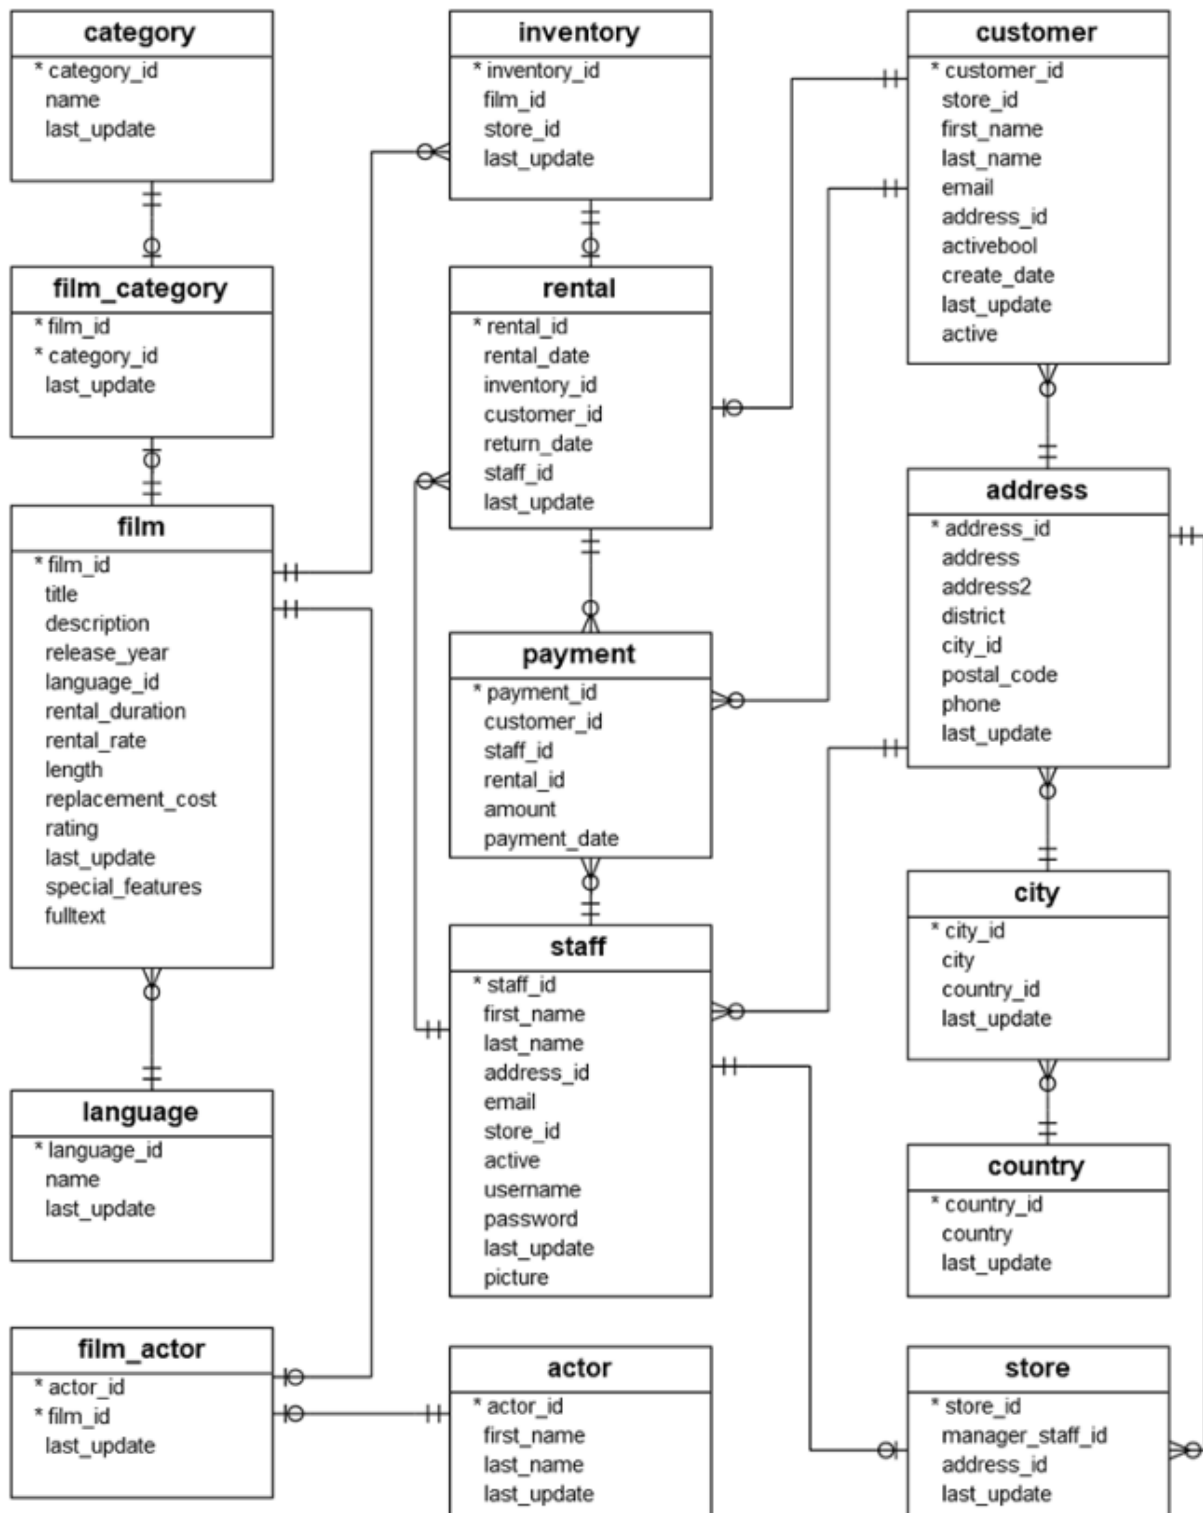 category
* category_id
name
last_update
film_category
* film_id
* category_id
last_update
film
* film_id
title
description
release_year
language_id
rental_duration
rental_rate
length
replacement_cost
rating
last_update
special_features
fulltext
language
* language_id
name
last_update
film_actor
* actor_id
* film_id
last_update
inventory
* inventory_id
film_id
store_id
last_update
rental
* rental_id
rental_date
inventory_id
customer_id
return_date
staff_id
last_update
payment
* payment_id
customer_id
staff_id
rental_id
amount
payment_date
staff
* staff_id
first_name
last_name
address_id
email
store_id
active
username
password
last_update
picture
actor
* actor_id
first_name
last_name
last_update
customer
* customer_id
store_id
first_name
last_name
email
address_id
activebool
create_date
last_update
active
address
* address_id
address
address2
district
city_id
postal_code
phone
last_update
city
* city_id
city
country_id
last_update
country
* country_id
country
last_update
store
* store_id
manager_staff_id
address_id
last_update